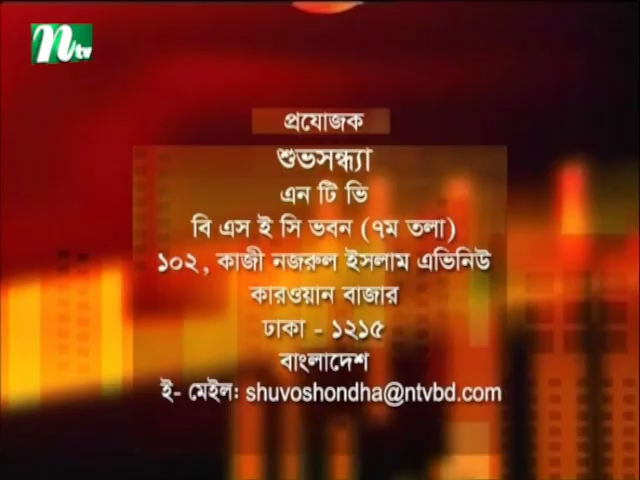 ntv
প্রযোজক
শুভসন্ধ্যা
এন টি ভি
বি এস ই সি ভবন (৭ম তলা)
১০২, কাজী নজরুল ইসলাম এভিনিউ
কারওয়ান বাজার
ঢাকা - ১২১৫
বাংলাদেশ
ই- মেইল: shuvoshondha@ntvbd.com